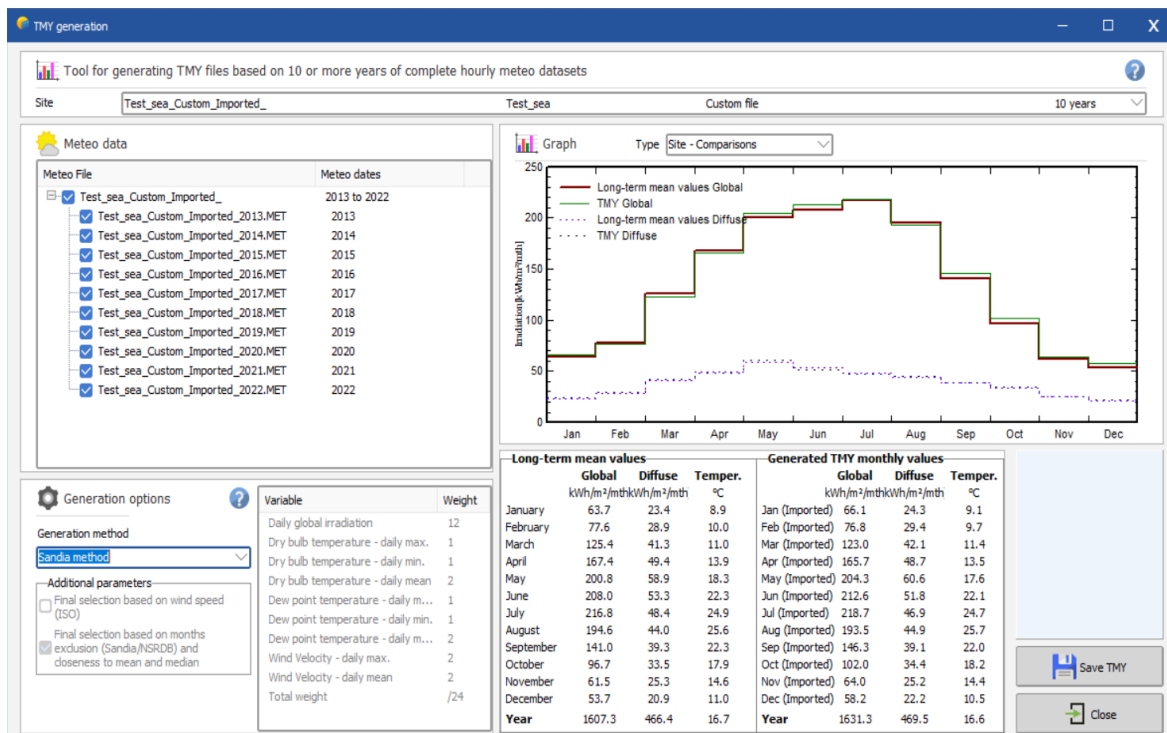 TMY generation
Tool for generating TMY files based on 10 or more years of complete hourly meteo datasets
Site Test_sea_Custom_Imported_ Test_sea Custom file 10 years
Meteo data
Meteo File Meteo dates
Test_sea_Custom_Imported_ 2013 to 2022
Test_sea_Custom_Imported_2013.MET 2013
Test_sea_Custom_Imported_2014.MET 2014
Test_sea_Custom_Imported_2015.MET 2015
Test_sea_Custom_Imported_2016.MET 2016
Test_sea_Custom_Imported_2017.MET 2017
Test_sea_Custom_Imported_2018.MET 2018
Test_sea_Custom_Imported_2019.MET 2019
Test_sea_Custom_Imported_2020.MET 2020
Test_sea_Custom_Imported_2021.MET 2021
Test_sea_Custom_Imported_2022.MET 2022
Graph Type Site - Comparisons
Long-term mean values Global
TMY Global
Long-term mean values Diffuse
TMY Diffuse
Irradiation[kWh/m²/mth]
250
200
150
100
50
0
Jan Feb Mar Apr May Jun Jul Aug Sep Oct Nov Dec
Generation options
Generation method
Sandia method
Additional parameters
Final selection based on wind speed
(ISO)
Final selection based on months
exclusion (Sandia/NSRDB) and
closeness to mean and median
Variable Weight
Daily global irradiation 12
Dry bulb temperature - daily max. 1
Dry bulb temperature - daily min. 1
Dry bulb temperature - daily mean 2
Dew point temperature - daily m... 1
Dew point temperature - daily min. 1
Dew point temperature - daily m... 2
Wind Velocity - daily max. 2
Wind Velocity - daily mean 2
Total weight /24
Long-term mean values
Global Diffuse Temper.
kWh/m²/mth kWh/m²/mth °C
January 63.7 23.4 8.9
February 77.6 28.9 10.0
March 125.4 41.3 11.0
April 167.4 49.4 13.9
May 200.8 58.9 18.3
June 208.0 53.3 22.3
July 216.8 48.4 24.9
August 194.6 44.0 25.6
September 141.0 39.3 22.3
October 96.7 33.5 17.9
November 61.5 25.3 14.6
December 53.7 20.9 11.0
Year 1607.3 466.4 16.7
Generated TMY monthly values
Global Diffuse Temper.
kWh/m²/mth kWh/m²/mth °C
Jan (Imported) 66.1 24.3 9.1
Feb (Imported) 76.8 29.4 9.7
Mar (Imported) 123.0 42.1 11.4
Apr (Imported) 165.7 48.7 13.5
May (Imported) 204.3 60.6 17.6
Jun (Imported) 212.6 51.8 22.1
Jul (Imported) 218.7 46.9 24.7
Aug (Imported) 193.5 44.9 25.7
Sep (Imported) 146.3 39.1 22.0
Oct (Imported) 102.0 34.4 18.2
Nov (Imported) 64.0 25.2 14.4
Dec (Imported) 58.2 22.2 10.5
Year 1631.3 469.5 16.6
Save TMY
Close